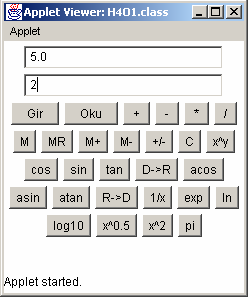 Applet Viewer: H4O1.class
Applet
5.0
2
Gir Oku + - * /
M MR M+ M- +/- C x^y
cos sin tan D->R acos
asin atan R->D 1/x exp ln
log10 x^0.5 x^2 pi
Applet started.